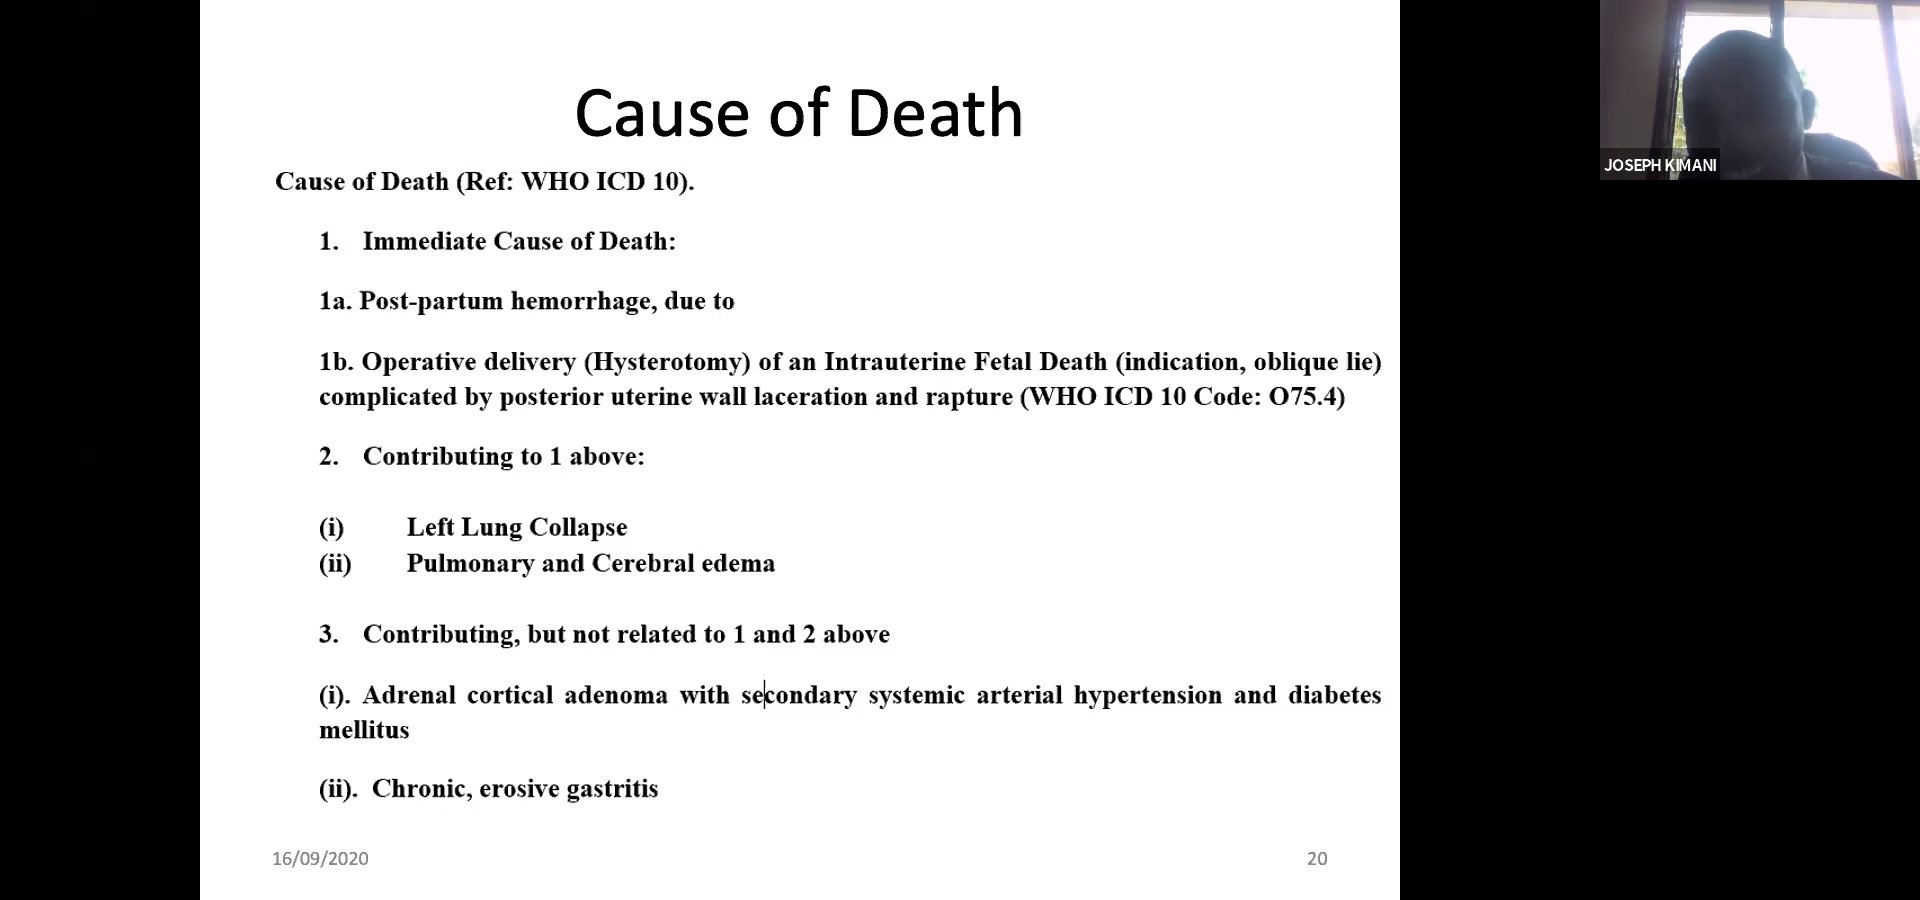 Cause of Death
JOSEPH KIMANI
Cause of Death (Ref: WHO ICD 10).
1. Immediate Cause of Death:
1a. Post-partum hemorrhage, due to
1b. Operative delivery (Hysterotomy) of an Intrauterine Fetal Death (indication, oblique lie)
complicated by posterior uterine wall laceration and rapture (WHO ICD 10 Code: O75.4)
2. Contributing to 1 above:
(i) Left Lung Collapse
(ii) Pulmonary and Cerebral edema
3. Contributing, but not related to 1 and 2 above
(i). Adrenal cortical adenoma with secondary systemic arterial hypertension and diabetes
mellitus
(ii). Chronic, erosive gastritis
16/09/2020
20